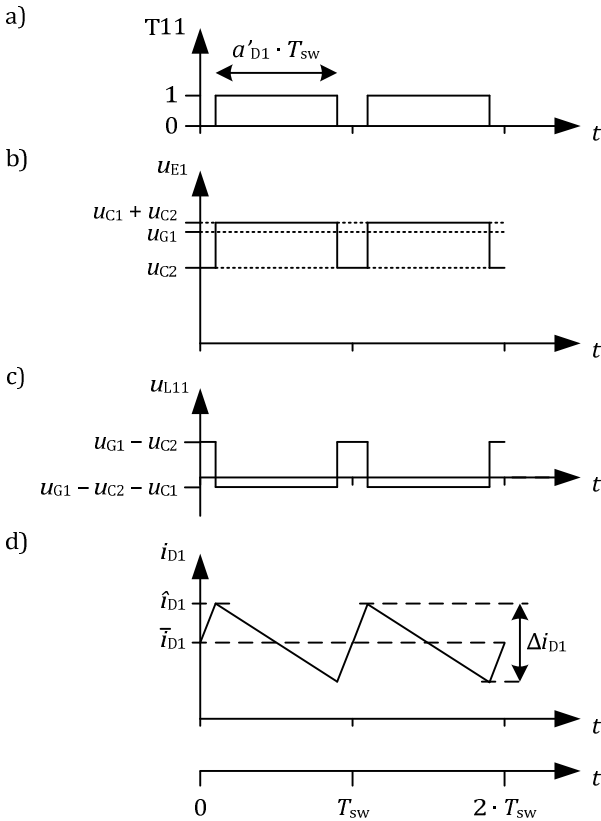 a)
T11
a′D1 · Tsw
1
0
t
b)
uE1
uC1 + uC2
uG1
uC2
t
c)
uL11
uG1 − uC2
uG1 − uC2 − uC1
t
d)
iD1
îD1
i̅D1
ΔiD1
t
t
0
Tsw
2 · Tsw